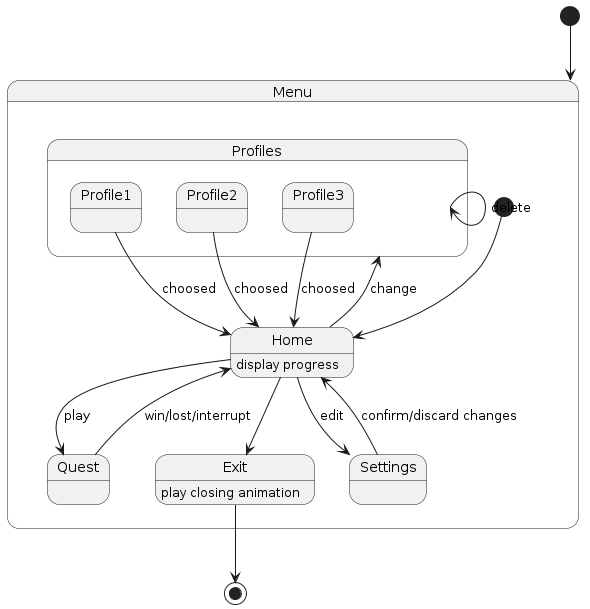 Menu
Profiles
Profile1
Profile2
Profile3
delete
choosed
choosed
choosed
change
Home
display progress
play
win/lost/interrupt
edit
confirm/discard changes
Quest
Exit
play closing animation
Settings